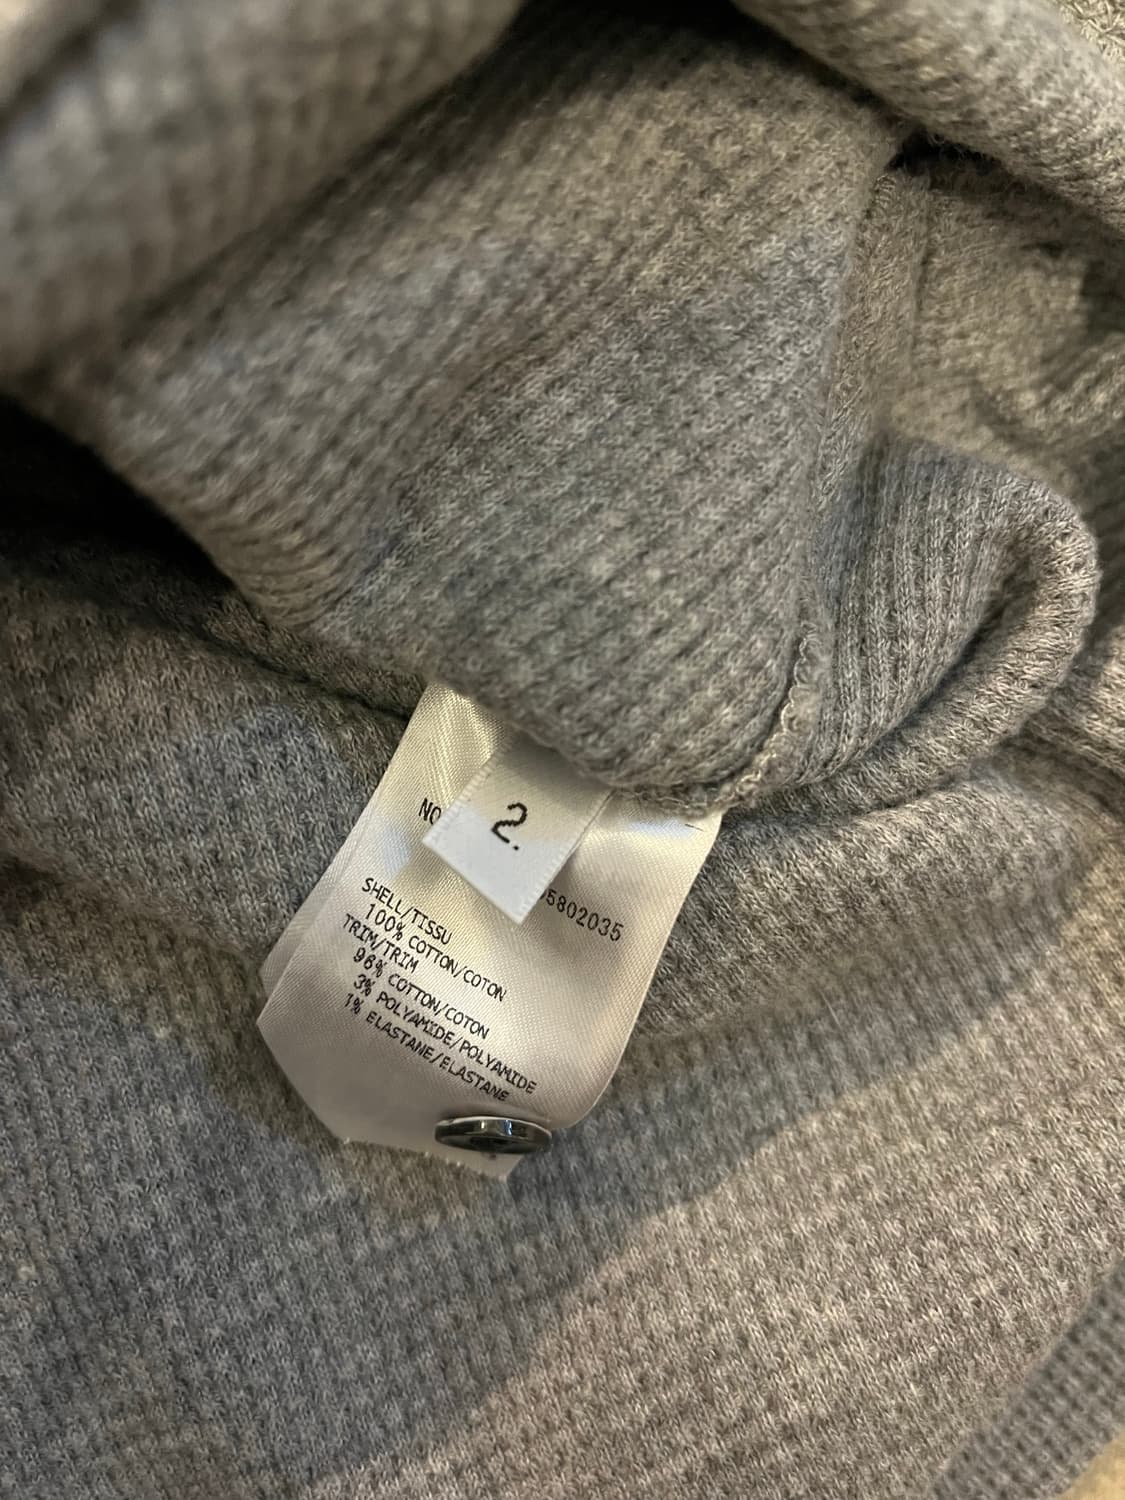 2.
NO
5802035
SHELL/TISSU
100% COTTON/COTON
TRIM/TRIM
96% COTTON/COTON
3% POLYAMIDE/POLYAMIDE
1% ELASTANE/ELASTANE